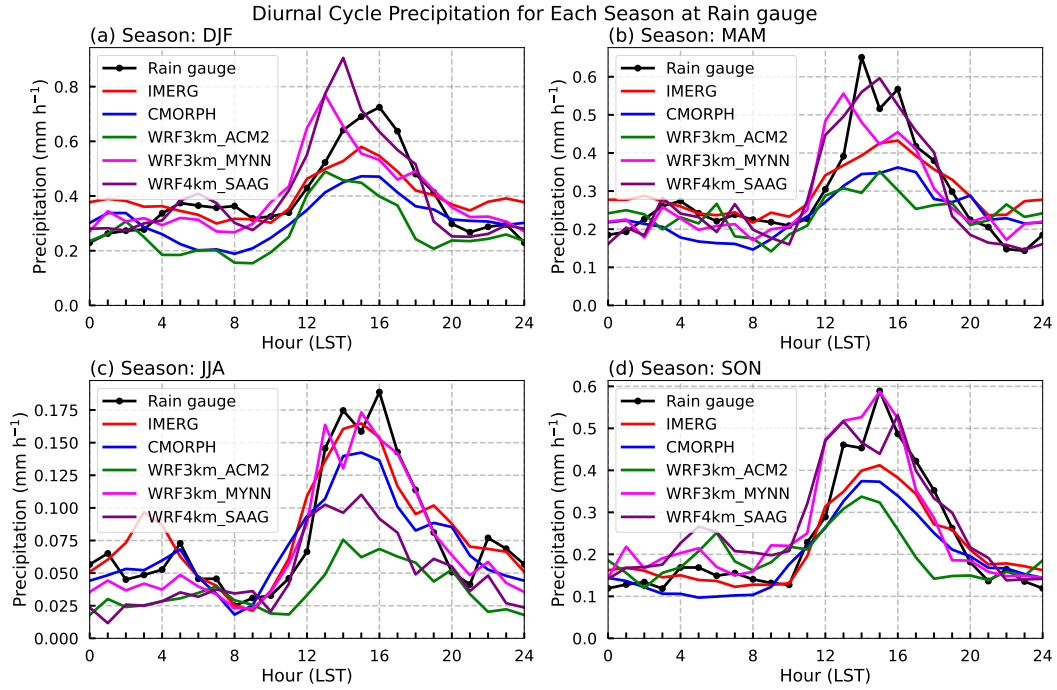 Diurnal Cycle Precipitation for Each Season at Rain gauge
(a) Season: DJF
Precipitation (mm h⁻¹)
0.8
0.6
0.4
0.2
0.0
Rain gauge
IMERG
CMORPH
WRF3km_ACM2
WRF3km_MYNN
WRF4km_SAAG
0 4 8 12 16 20 24
Hour (LST)
(b) Season: MAM
Precipitation (mm h⁻¹)
0.6
0.5
0.4
0.3
0.2
0.1
0.0
Rain gauge
IMERG
CMORPH
WRF3km_ACM2
WRF3km_MYNN
WRF4km_SAAG
0 4 8 12 16 20 24
Hour (LST)
(c) Season: JJA
Precipitation (mm h⁻¹)
0.175
0.150
0.125
0.100
0.075
0.050
0.025
0.000
Rain gauge
IMERG
CMORPH
WRF3km_ACM2
WRF3km_MYNN
WRF4km_SAAG
0 4 8 12 16 20 24
Hour (LST)
(d) Season: SON
Precipitation (mm h⁻¹)
0.6
0.5
0.4
0.3
0.2
0.1
0.0
Rain gauge
IMERG
CMORPH
WRF3km_ACM2
WRF3km_MYNN
WRF4km_SAAG
0 4 8 12 16 20 24
Hour (LST)